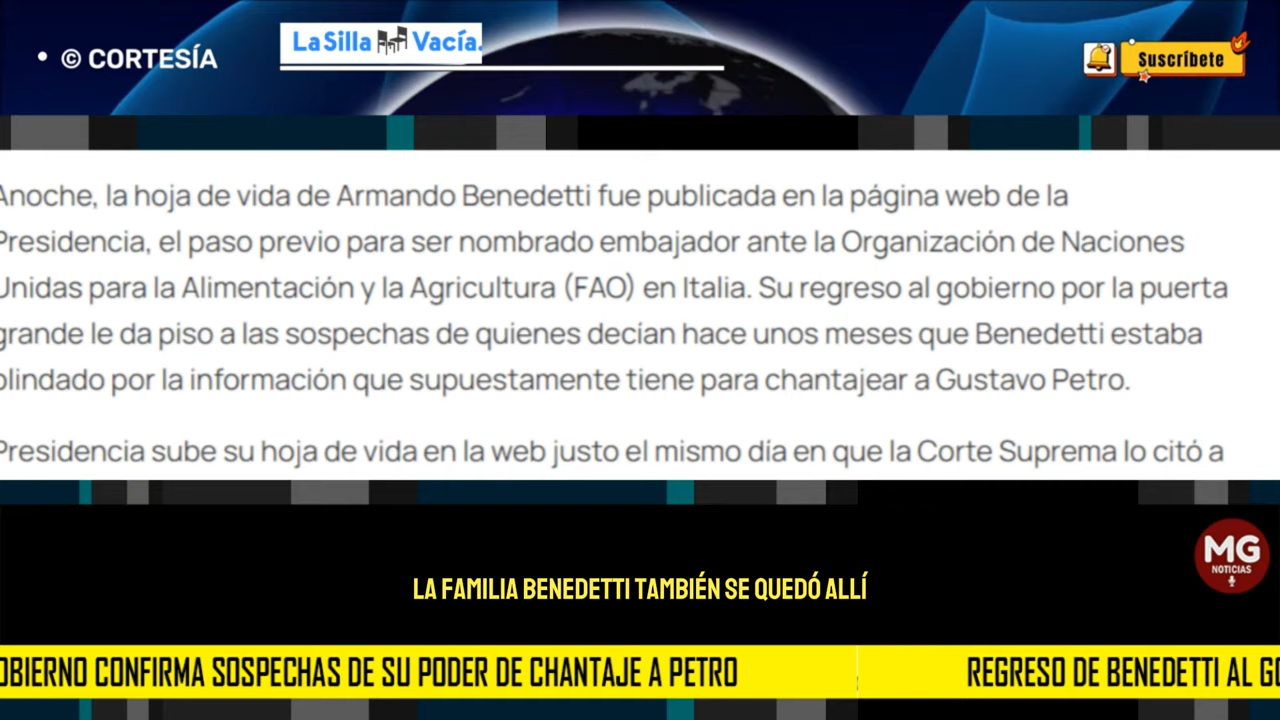 • © CORTESÍA
La Silla Vacía.
Suscríbete
Anoche, la hoja de vida de Armando Benedetti fue publicada en la página web de la
Presidencia, el paso previo para ser nombrado embajador ante la Organización de Naciones
Unidas para la Alimentación y la Agricultura (FAO) en Italia. Su regreso al gobierno por la puerta
grande le da piso a las sospechas de quienes decían hace unos meses que Benedetti estaba
blindado por la información que supuestamente tiene para chantajear a Gustavo Petro.
Presidencia sube su hoja de vida en la web justo el mismo día en que la Corte Suprema lo citó a
MG
NOTICIAS
LA FAMILIA BENEDETTI TAMBIÉN SE QUEDÓ ALLÍ
OBIERNO CONFIRMA SOSPECHAS DE SU PODER DE CHANTAJE A PETRO
REGRESO DE BENEDETTI AL GO